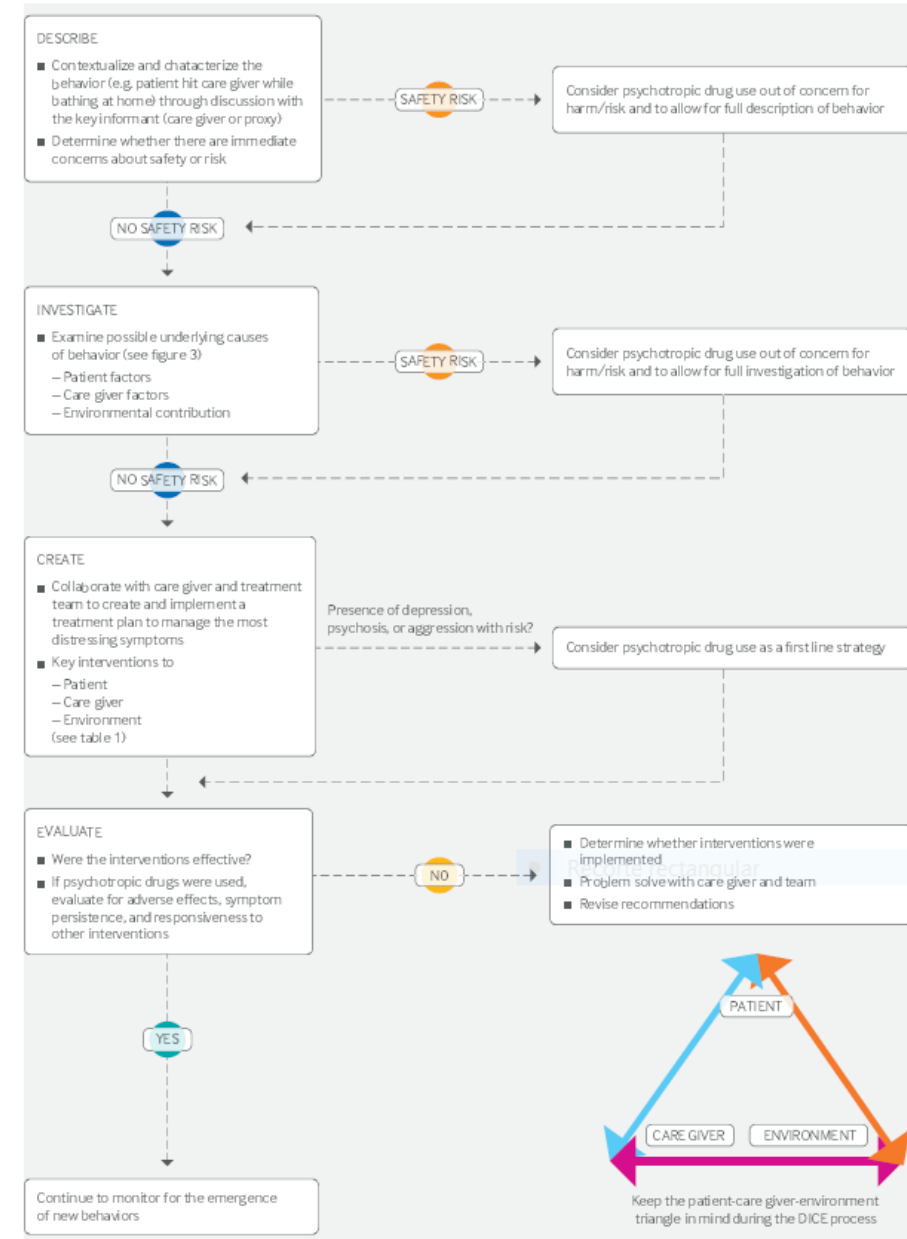 DESCRIBE
■ Contextualize and chatacterize the
behavior (e.g. patient hit care giver while
bathing at home) through discussion with
the key informant (care giver or proxy)
■ Determine whether there are immediate
concerns about safety or risk
SAFETY RISK
Consider psychotropic drug use out of concern for
harm/risk and to allow for full description of behavior
NO SAFETY RISK
INVESTIGATE
■ Examine possible underlying causes
of behavior (see figure 3)
– Patient factors
– Care giver factors
– Environmental contribution
SAFETY RISK
Consider psychotropic drug use out of concern for
harm/risk and to allow for full investigation of behavior
NO SAFETY RISK
CREATE
■ Collaborate with care giver and treatment
team to create and implement a
treatment plan to manage the most
distressing symptoms
■ Key interventions to
– Patient
– Care giver
– Environment
(see table 1)
Presence of depression,
psychosis, or aggression with risk?
Consider psychotropic drug use as a first line strategy
EVALUATE
■ Were the interventions effective?
■ If psychotropic drugs were used,
evaluate for adverse effects, symptom
persistence, and responsiveness to
other interventions
NO
■ Determine whether interventions were
implemented
Recorte rectangular
■ Problem solve with care giver and team
■ Revise recommendations
YES
Continue to monitor for the emergence
of new behaviors
PATIENT
CARE GIVER
ENVIRONMENT
Keep the patient-care giver-environment
triangle in mind during the DICE process